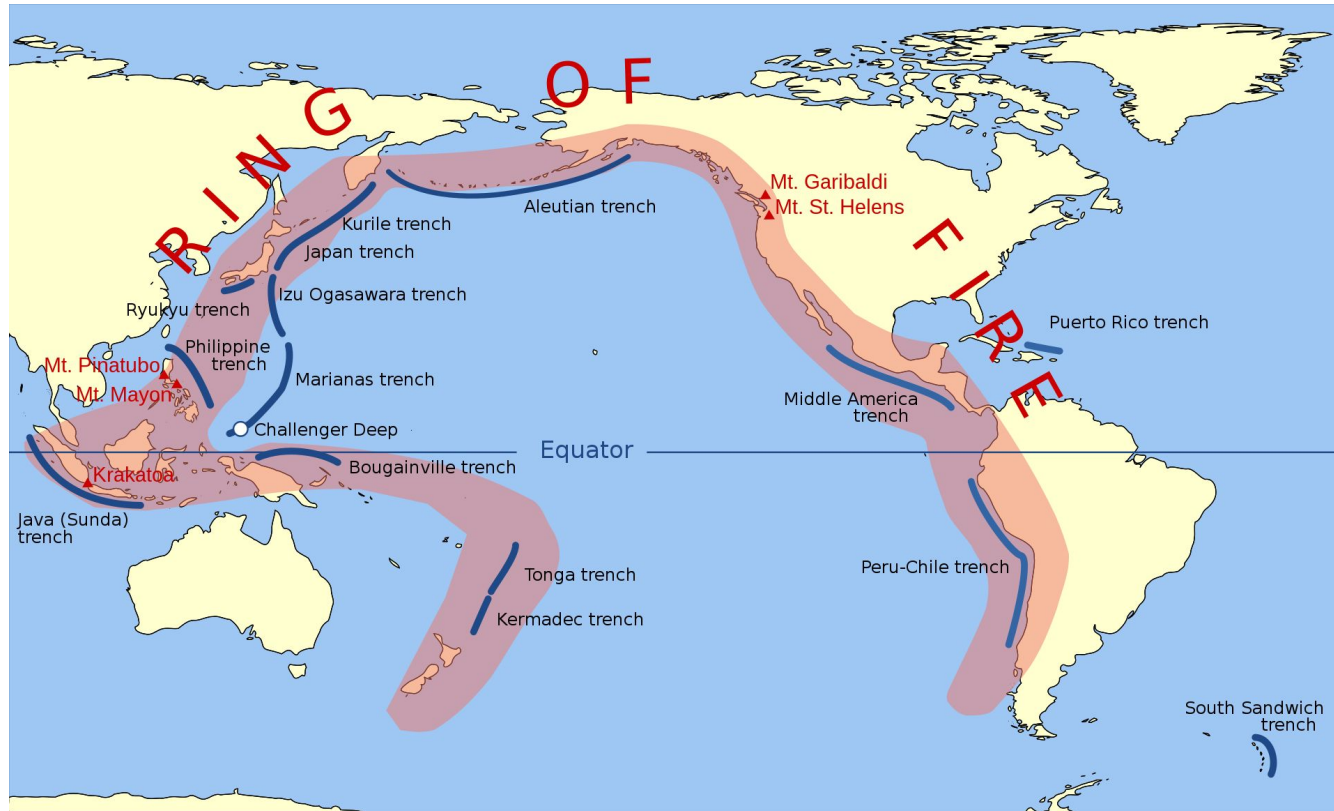 RING OF FIRE
Mt. Garibaldi
Mt. St. Helens
Aleutian trench
Kurile trench
Japan trench
Izu Ogasawara trench
Ryukyu trench
Puerto Rico trench
Philippine
trench
Mt. Pinatubo
Mt. Mayon
Marianas trench
Middle America
trench
Challenger Deep
Equator
Bougainville trench
Krakatoa
Java (Sunda)
trench
Peru-Chile trench
Tonga trench
Kermadec trench
South Sandwich
trench